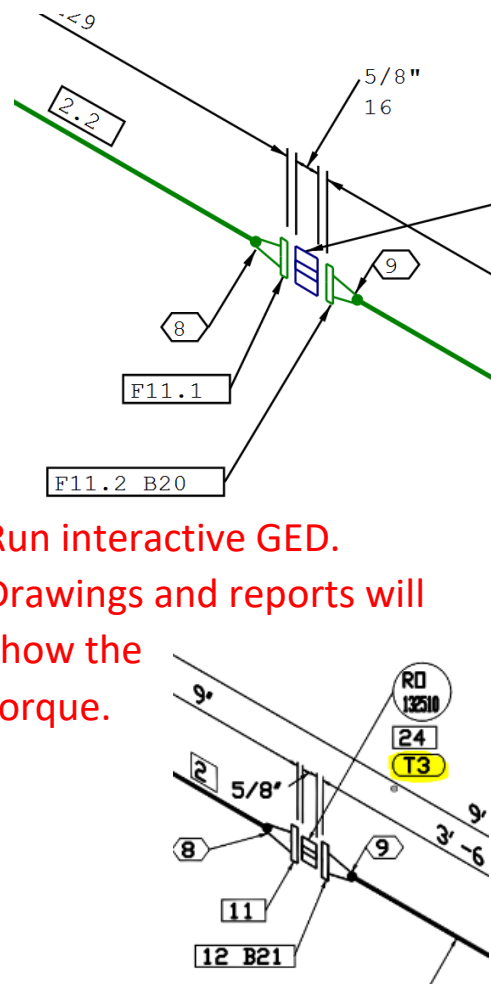 5/8"
16
2.2
9
8
F11.1
F11.2 B20
Run interactive GED.
Drawings and reports will
show the
torque.
RO
132510
9"
24
T3
2
5/8"
9'
3' -6
8
9
11
12 B21